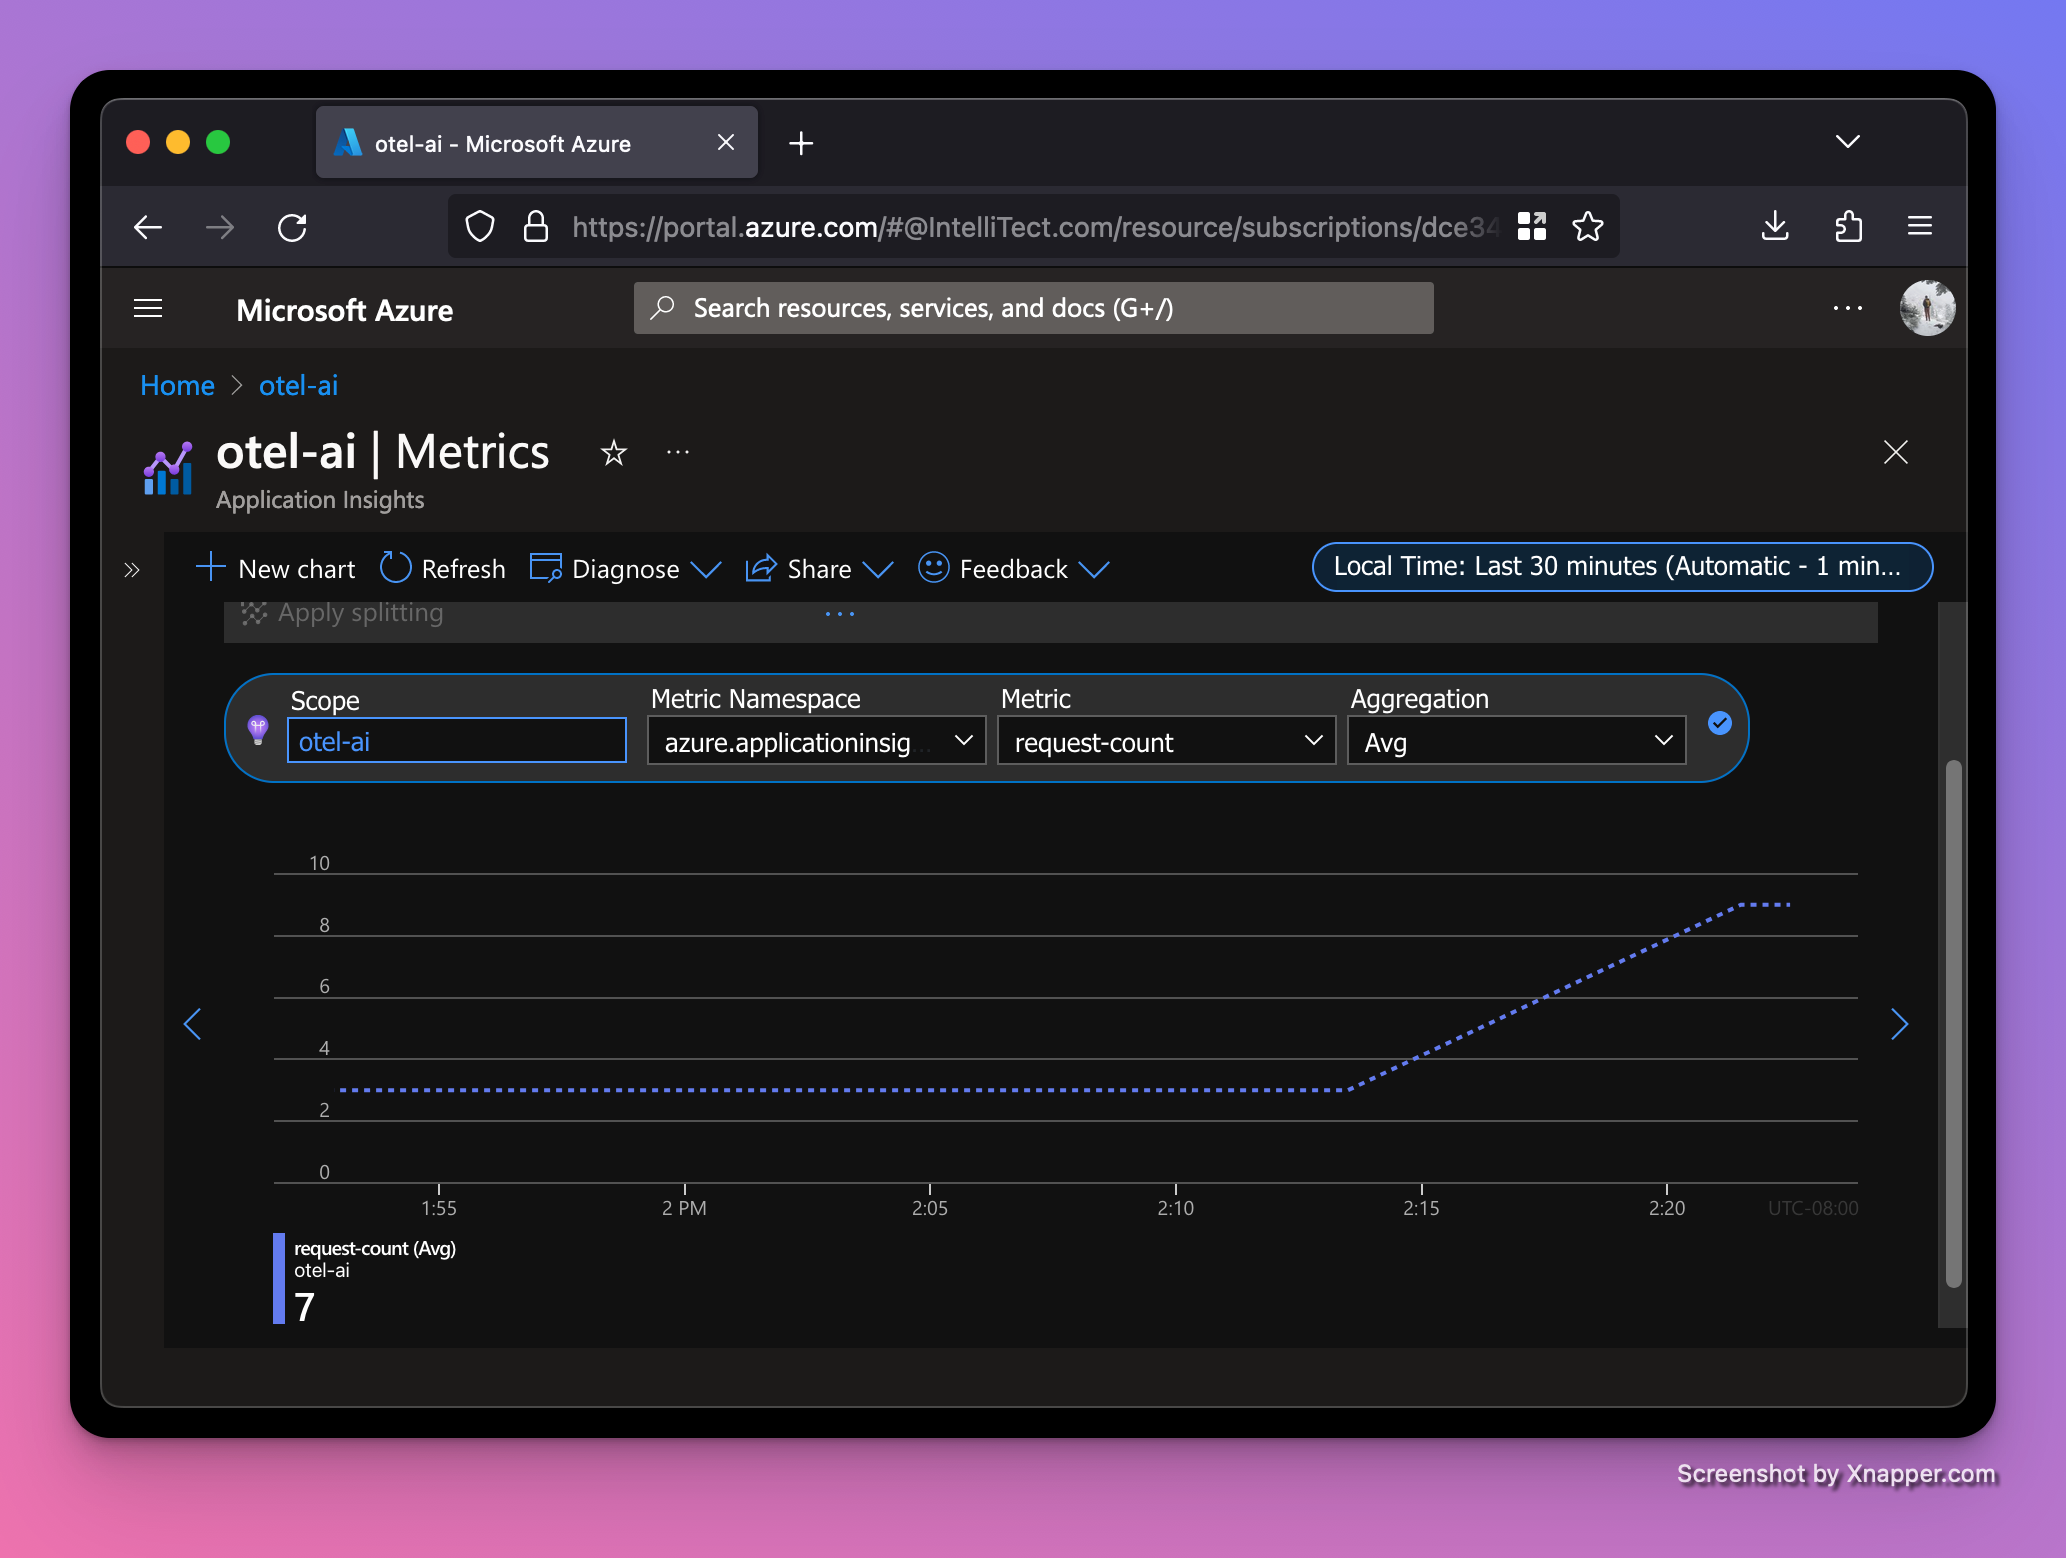 otel-ai - Microsoft Azure
https://portal.azure.com/#@IntelliTect.com/resource/subscriptions/dce34
Microsoft Azure
Search resources, services, and docs (G+/)
Home > otel-ai
otel-ai | Metrics
Application Insights
New chart Refresh Diagnose Share Feedback Local Time: Last 30 minutes (Automatic - 1 min...
Apply splitting
Scope Metric Namespace Metric Aggregation
otel-ai azure.applicationinsig... request-count Avg
10
8
6
4
2
0
1:55 2 PM 2:05 2:10 2:15 2:20 UTC-08:00
request-count (Avg)
otel-ai
7
Screenshot by Xnapper.com